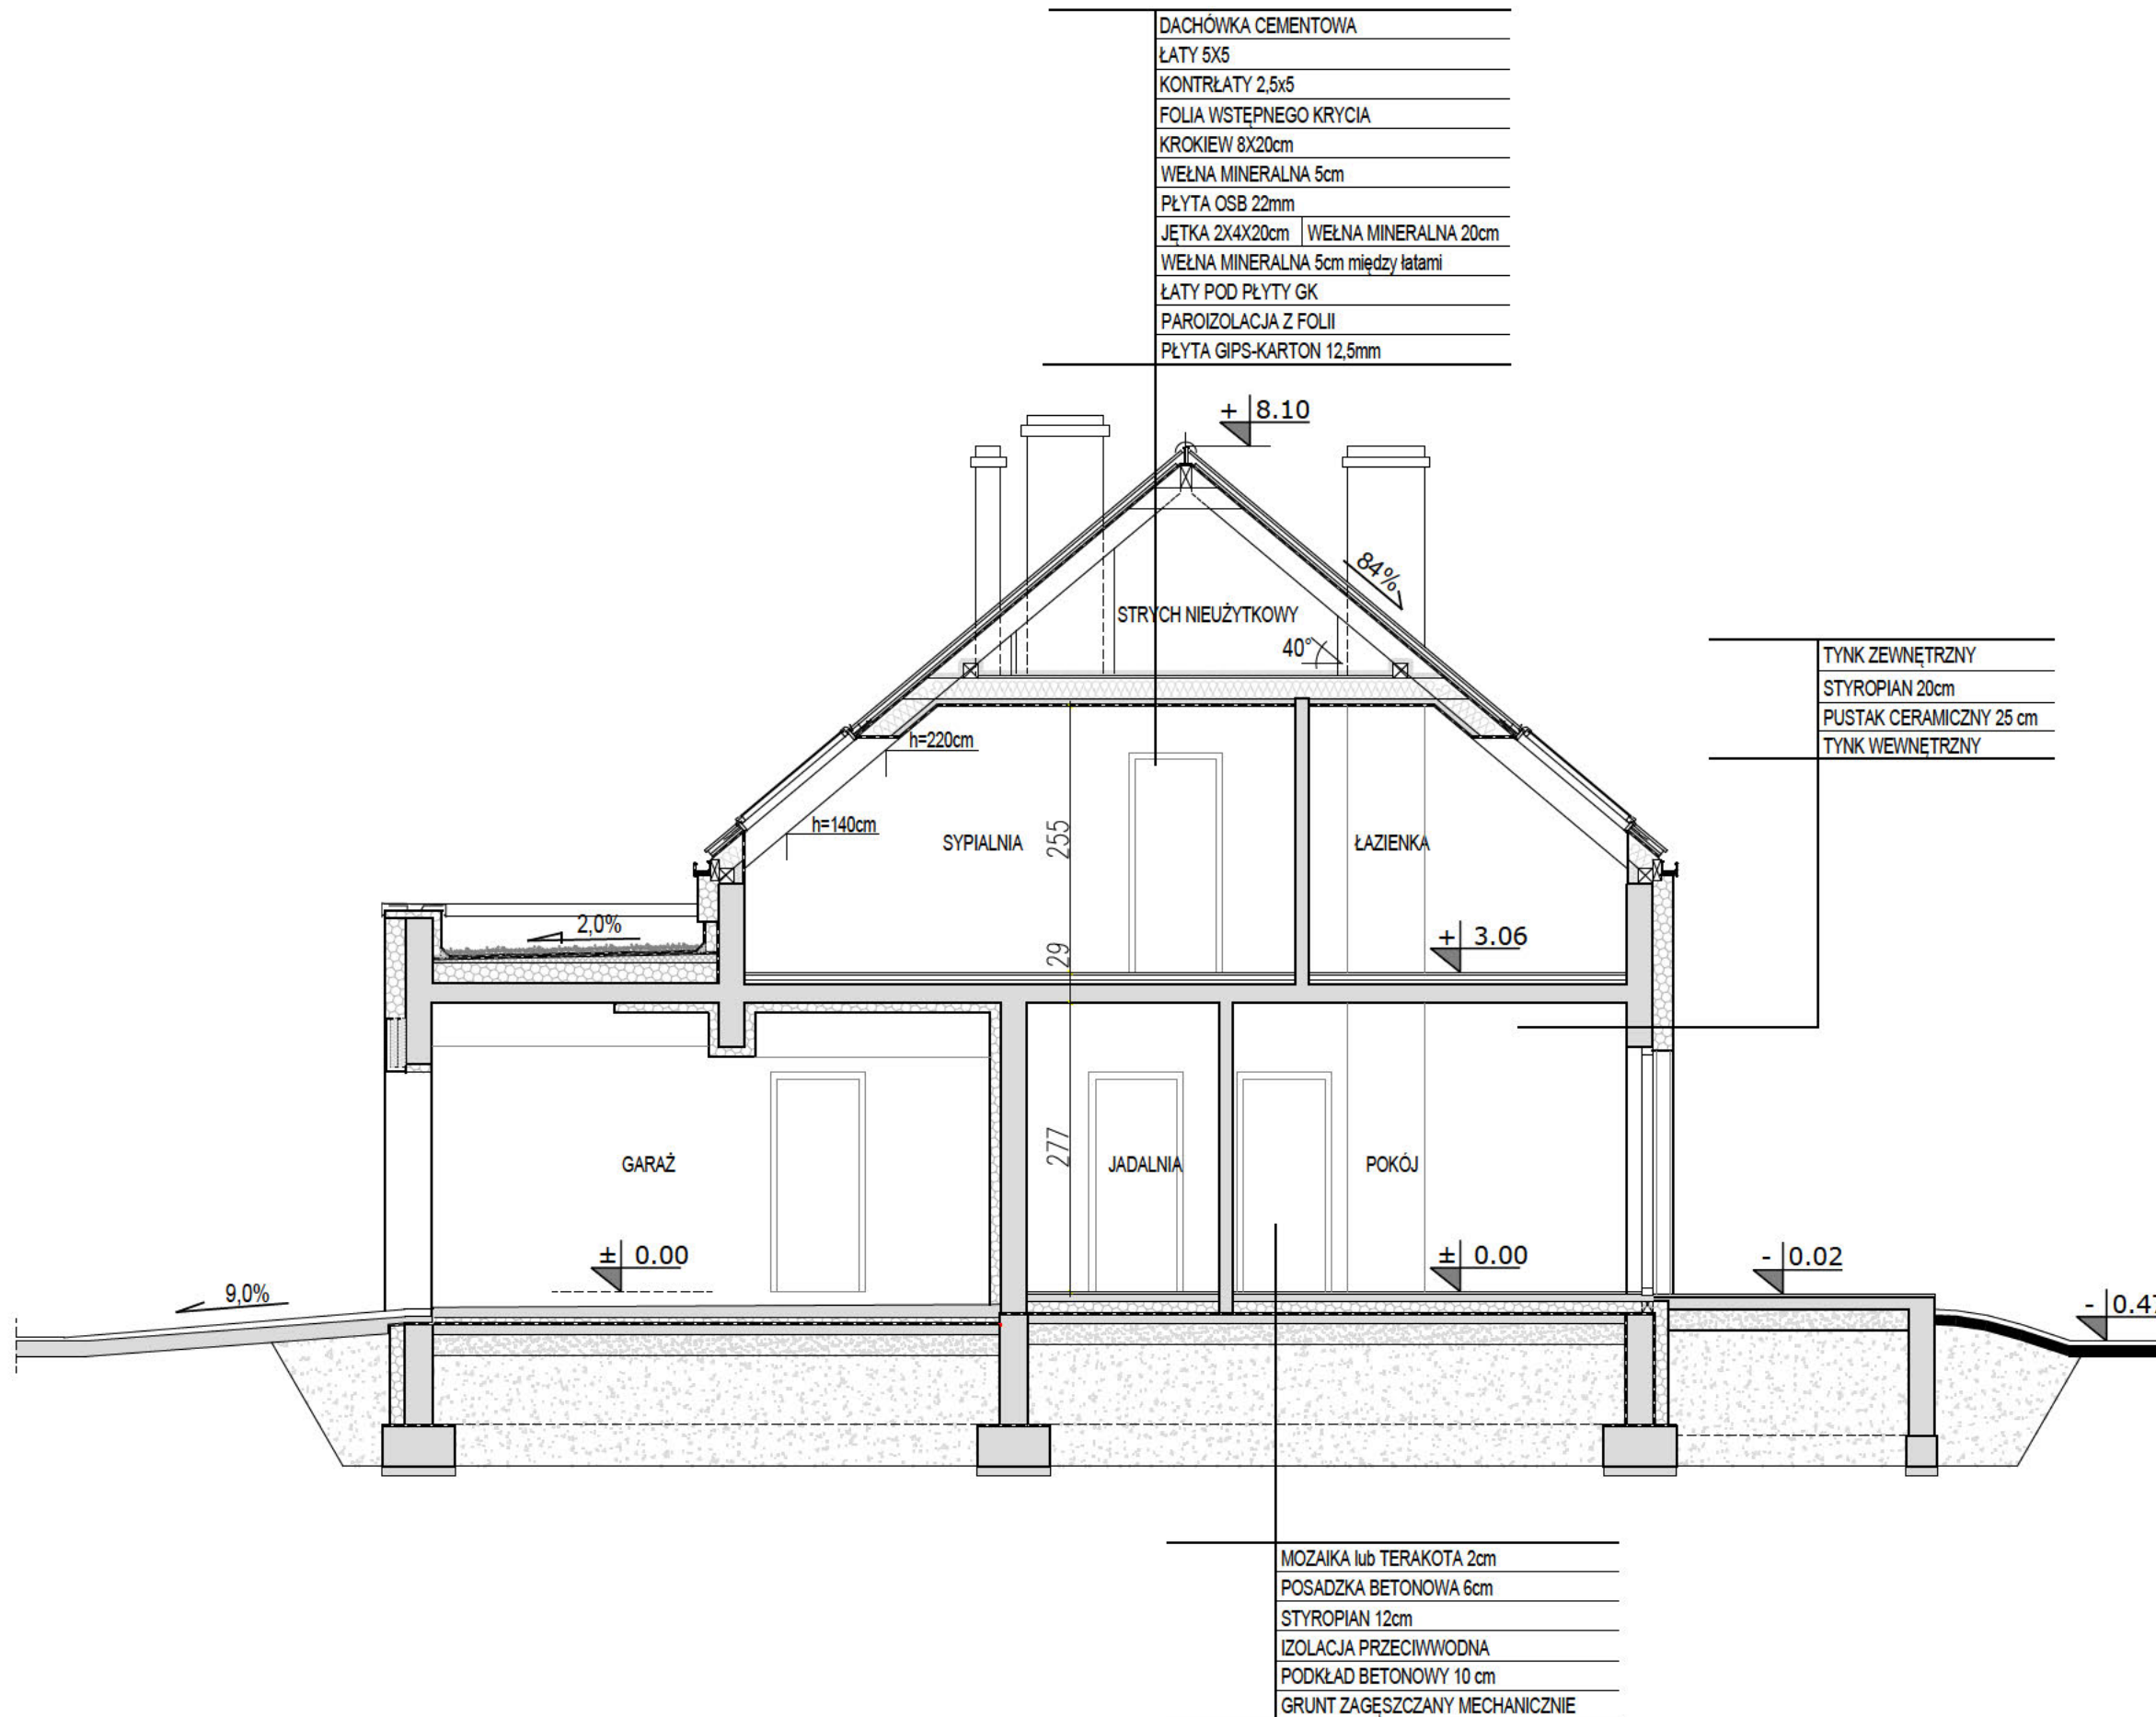 DACHÓWKA CEMENTOWA
ŁATY 5X5
KONTRŁATY 2,5x5
FOLIA WSTĘPNEGO KRYCIA
KROKIEW 8X20cm
WEŁNA MINERALNA 5cm
PŁYTA OSB 22mm
JĘTKA 2X4X20cm WEŁNA MINERALNA 20cm
WEŁNA MINERALNA 5cm między łatami
ŁATY POD PŁYTY GK
PAROIZOLACJA Z FOLII
PŁYTA GIPS-KARTON 12,5mm
+ 8.10
84%
STRYCH NIEUŻYTKOWY
40°
TYNK ZEWNĘTRZNY
STYROPIAN 20cm
PUSTAK CERAMICZNY 25 cm
TYNK WEWNĘTRZNY
h=220cm
h=140cm
SYPIALNIA
255
ŁAZIENKA
2,0%
29
+ 3.06
GARAŻ
277
JADALNIA
POKÓJ
± 0.00
± 0.00
- 0.02
9,0%
- 0.47
MOZAIKA lub TERAKOTA 2cm
POSADZKA BETONOWA 6cm
STYROPIAN 12cm
IZOLACJA PRZECIWWODNA
PODKŁAD BETONOWY 10 cm
GRUNT ZAGĘSZCZANY MECHANICZNIE